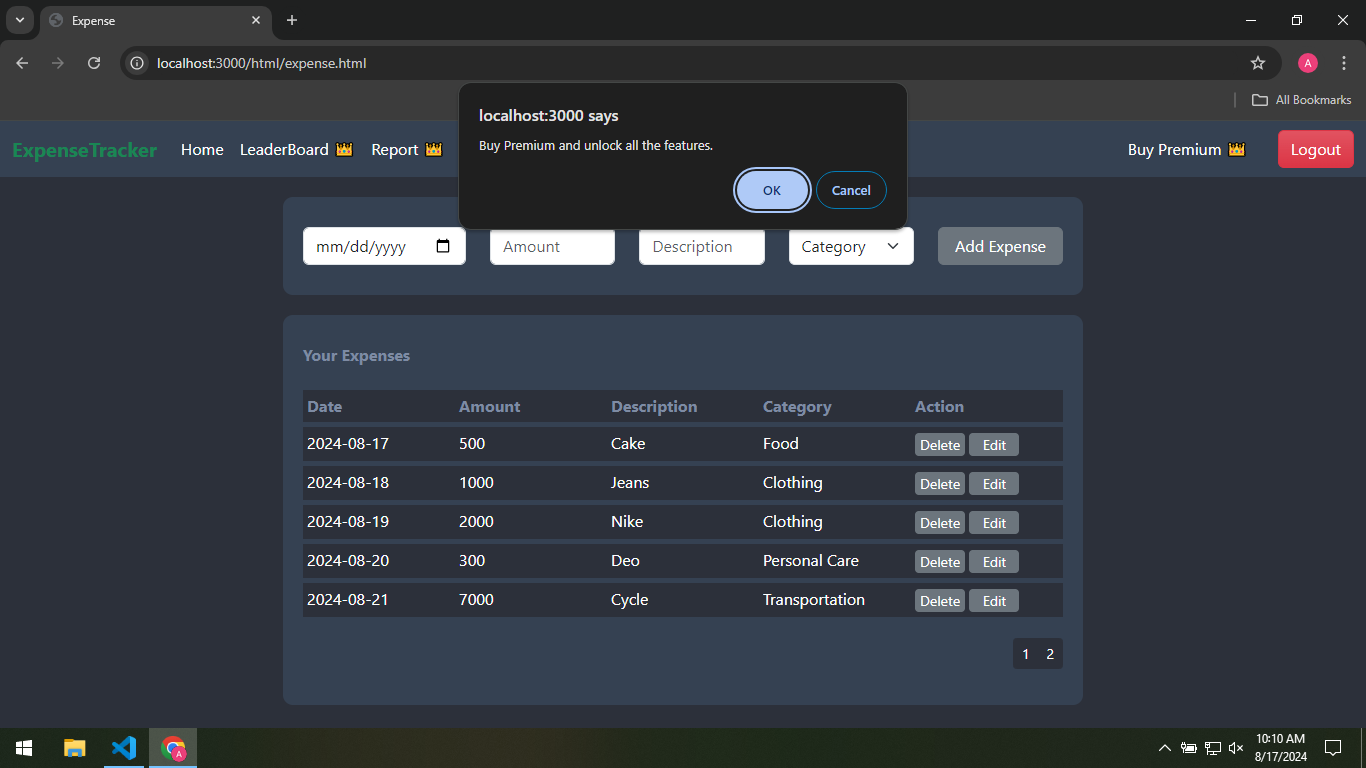 Expense
localhost:3000/html/expense.html
All Bookmarks
localhost:3000 says
Buy Premium and unlock all the features.
OK Cancel
ExpenseTracker Home LeaderBoard 👑 Report 👑 Buy Premium 👑 Logout
mm/dd/yyyy Amount Description Category Add Expense
Your Expenses
Date Amount Description Category Action
2024-08-17 500 Cake Food Delete Edit
2024-08-18 1000 Jeans Clothing Delete Edit
2024-08-19 2000 Nike Clothing Delete Edit
2024-08-20 300 Deo Personal Care Delete Edit
2024-08-21 7000 Cycle Transportation Delete Edit
1 2
A
A
10:10 AM
8/17/2024